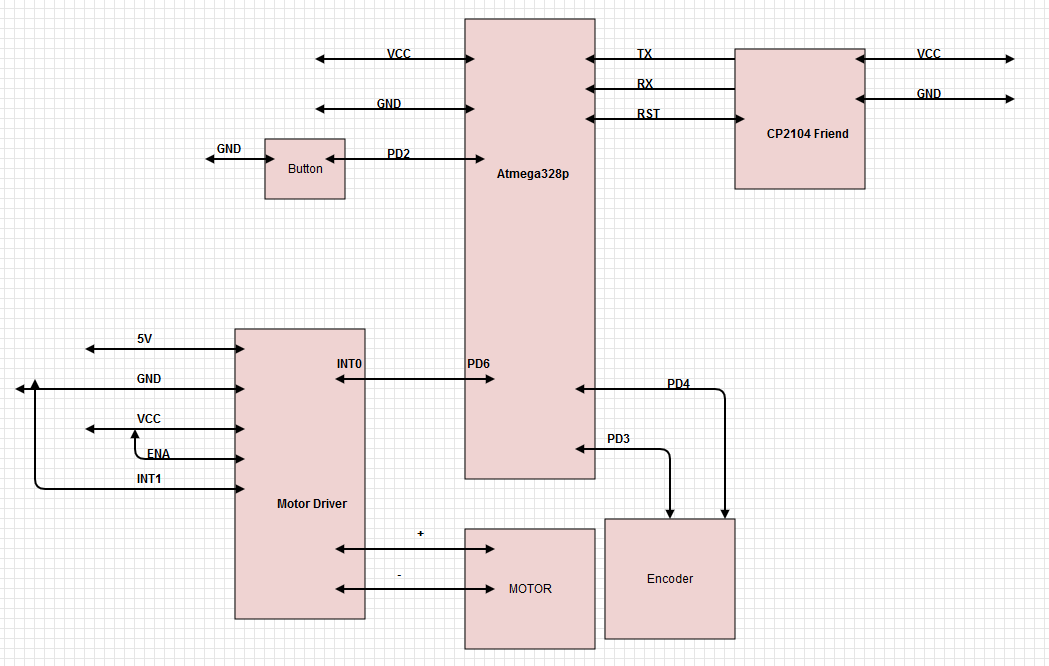 VCC
TX
VCC
GND
RX
GND
RST
CP2104 Friend
GND
PD2
Button
Atmega328p
5V
INT0
PD6
GND
PD4
VCC
PD3
ENA
INT1
Motor Driver
+
-
MOTOR
Encoder